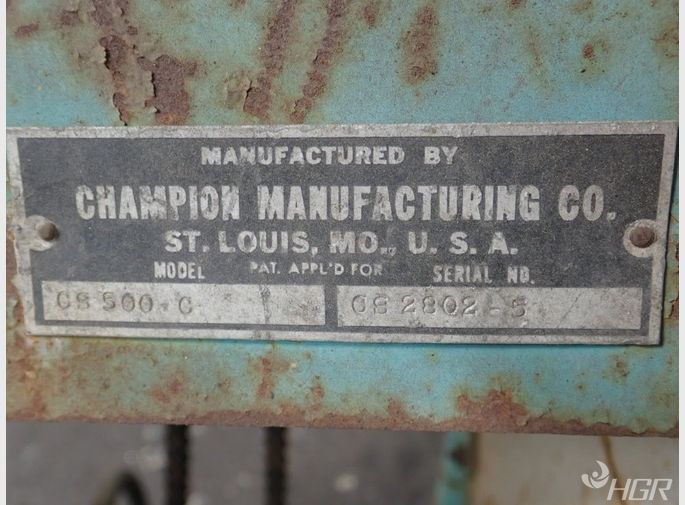 MANUFACTURED BY
CHAMPION MANUFACTURING CO.
ST. LOUIS, MO., U. S. A.
MODEL PAT. APPL'D FOR SERIAL NO.
CS 500-C CS 2802-5
HGR